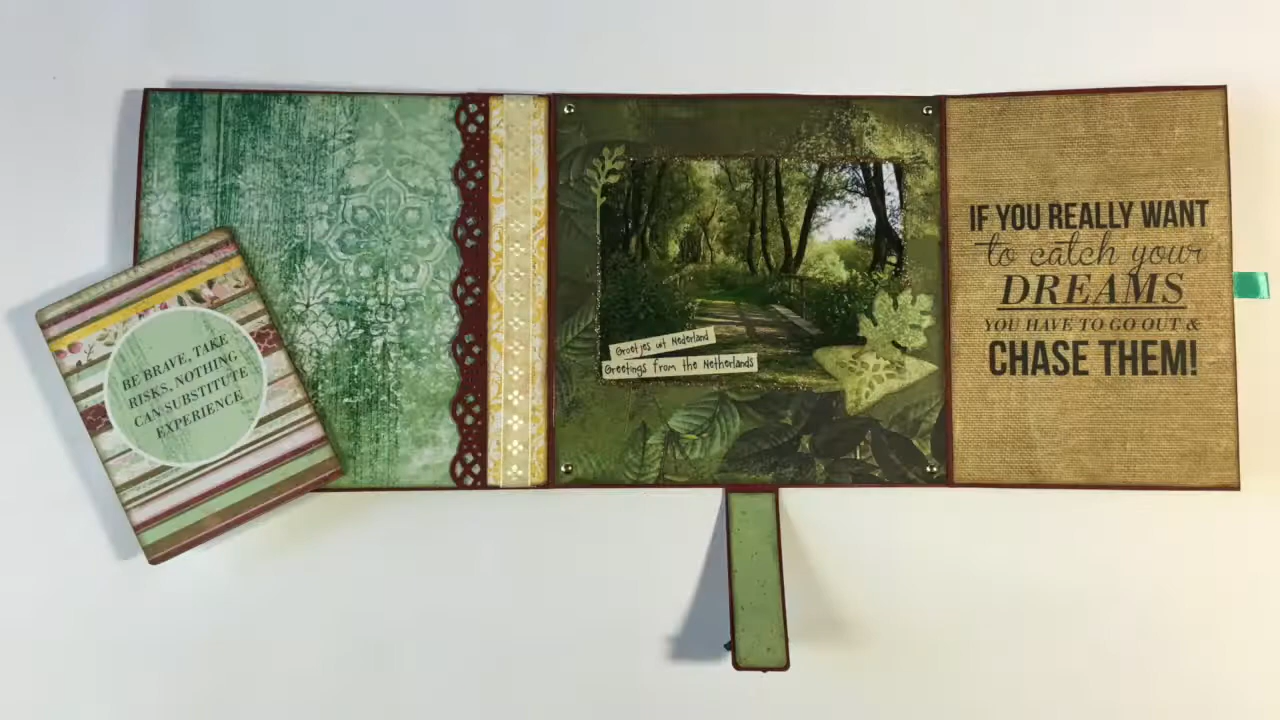 BE BRAVE, TAKE
RISKS, NOTHING
CAN SUBSTITUTE
EXPERIENCE
Groetjes uit Nederland
Greetings from the Netherlands
IF YOU REALLY WANT
to catch your
DREAMS
YOU HAVE TO GO OUT &
CHASE THEM!